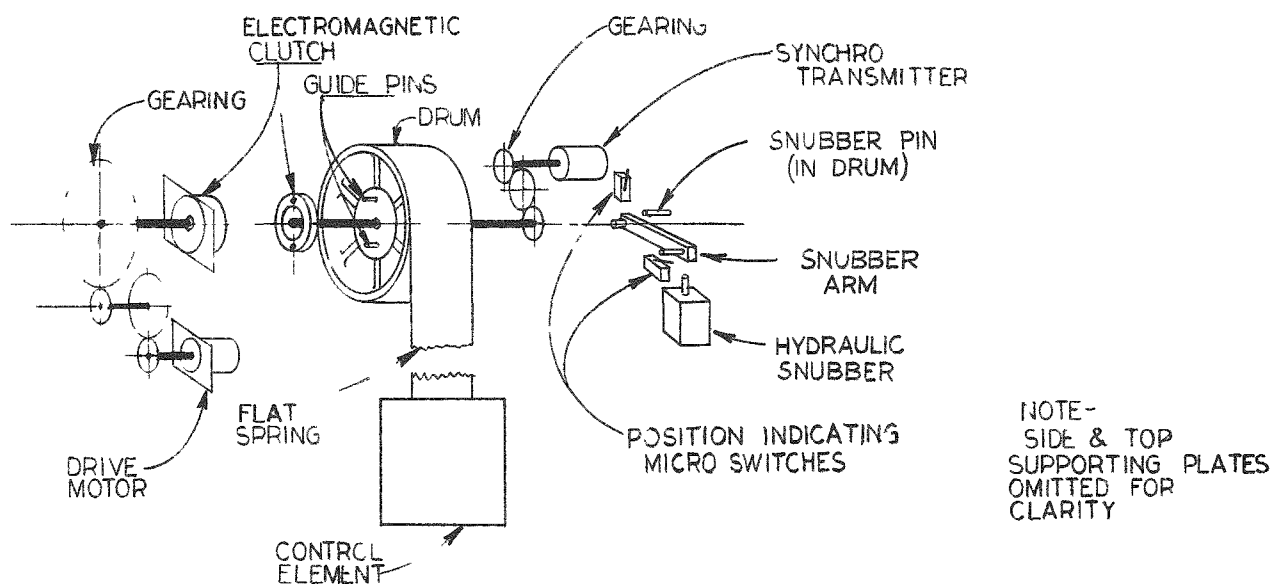 ELECTROMAGNETIC
CLUTCH
GEARING
GUIDE PINS
DRUM
GEARING
SYNCHRO
TRANSMITTER
SNUBBER PIN
(IN DRUM)
SNUBBER
ARM
HYDRAULIC
SNUBBER
POSITION INDICATING
MICRO SWITCHES
FLAT
SPRING
DRIVE
MOTOR
CONTROL
ELEMENT
NOTE-
SIDE & TOP
SUPPORTING PLATES
OMITTED FOR
CLARITY